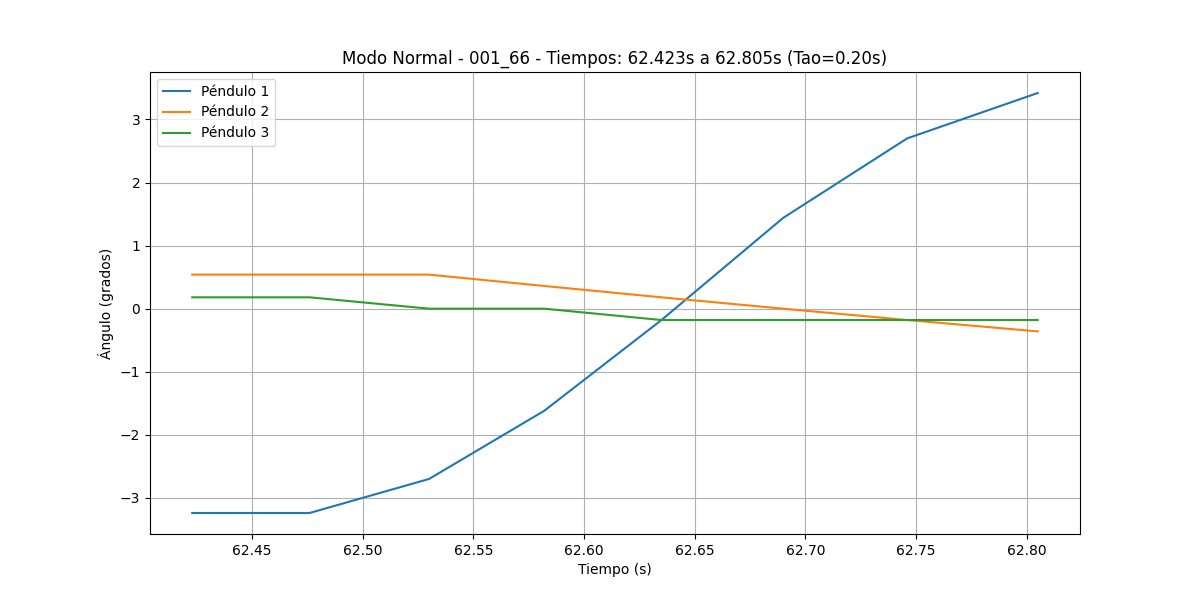 Modo Normal - 001_66 - Tiempos: 62.423s a 62.805s (Tao=0.20s)
Péndulo 1
Péndulo 2
Péndulo 3
Ángulo (grados)
3
2
1
0
−1
−2
−3
62.45 62.50 62.55 62.60 62.65 62.70 62.75 62.80
Tiempo (s)